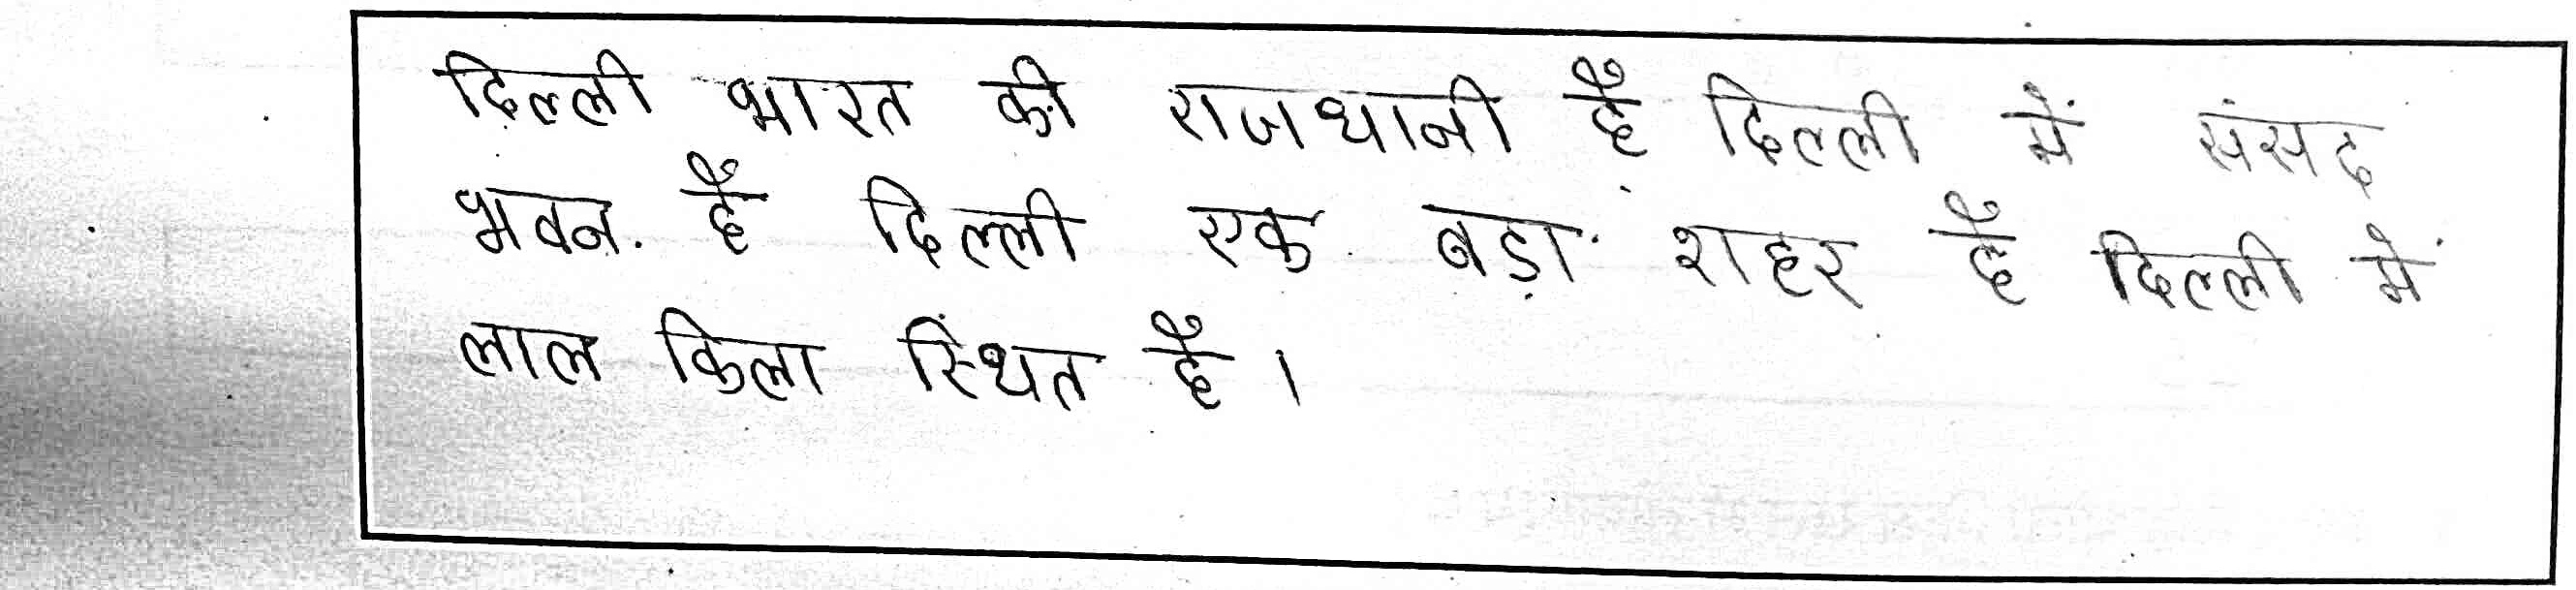 दिल्ली भारत की राजधानी है दिल्ली में संसद
भवन है दिल्ली एक बड़ा शहर है दिल्ली में
लाल किला स्थित है।